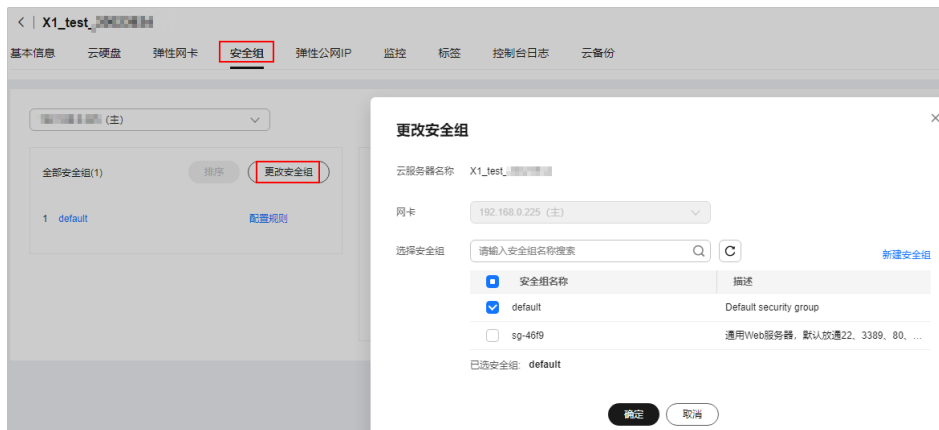 X1_test_
基本信息 云硬盘 弹性网卡 安全组 弹性公网IP 监控 标签 控制台日志 云备份
(主)
全部安全组(1) 排序 更改安全组
1 default 配置规则
更改安全组
云服务器名称 X1_test_
网卡 192.168.0.225 (主)
选择安全组 请输入安全组名称搜索 新建安全组
安全组名称 描述
default Default security group
sg-46f9 通用Web服务器，默认放通22、3389、80、...
已选安全组: default
确定 取消